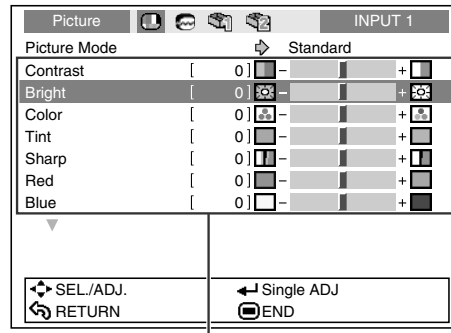 Picture INPUT 1
Picture Mode Standard
Contrast [ 0 ] – +
Bright [ 0 ] – +
Color [ 0 ] – +
Tint [ 0 ] – +
Sharp [ 0 ] – +
Red [ 0 ] – +
Blue [ 0 ] – +
SEL./ADJ. Single ADJ
RETURN END